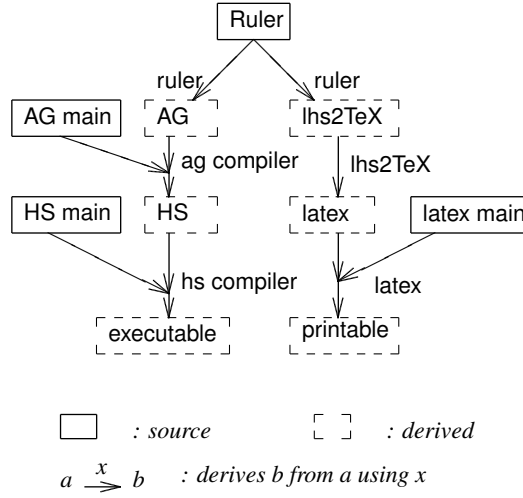 Ruler
ruler ruler
AG main AG lhs2TeX
ag compiler lhs2TeX
HS main HS latex latex main
hs compiler latex
executable printable
: source : derived
a x b : derives b from a using x